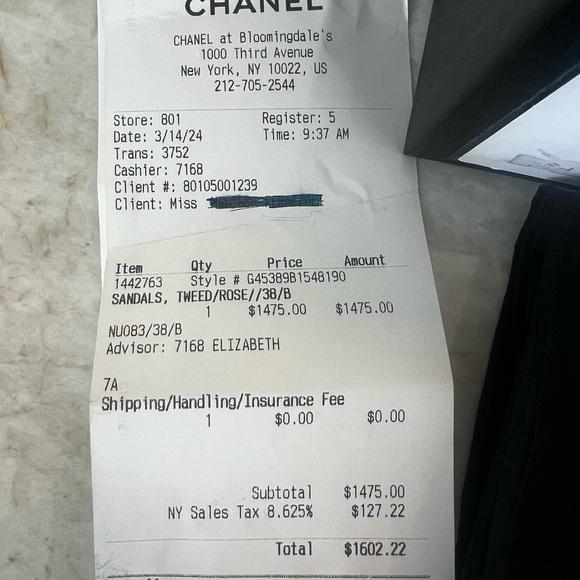 CHANEL
CHANEL at Bloomingdale's
1000 Third Avenue
New York, NY 10022, US
212-705-2544
Store: 801 Register: 5
Date: 3/14/24 Time: 9:37 AM
Trans: 3752
Cashier: 7168
Client #: 80105001239
Client: Miss
Item Qty Price Amount
1442763 Style # G45389B1548190
SANDALS, TWEED/ROSE//38/B
1 $1475.00 $1475.00
NU083/38/B
Advisor: 7168 ELIZABETH
7A
Shipping/Handling/Insurance Fee
1 $0.00 $0.00
Subtotal $1475.00
NY Sales Tax 8.625% $127.22
Total $1602.22